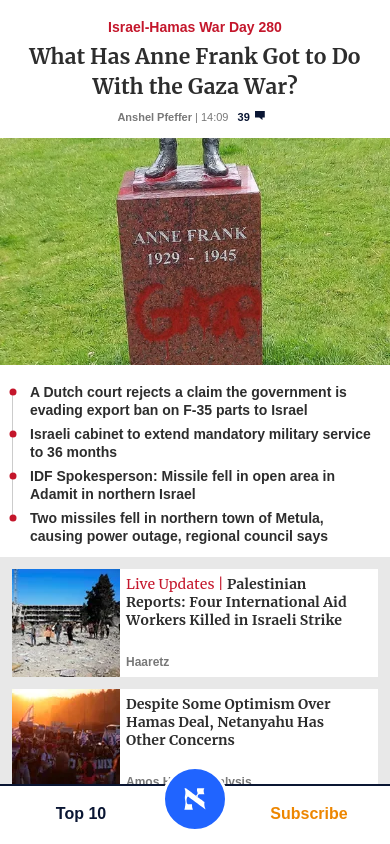 Israel-Hamas War Day 280
What Has Anne Frank Got to Do
With the Gaza War?
Anshel Pfeffer | 14:09 39
ANNE FRANK
1929 - 1945
GAZA
A Dutch court rejects a claim the government is
evading export ban on F-35 parts to Israel
Israeli cabinet to extend mandatory military service
to 36 months
IDF Spokesperson: Missile fell in open area in
Adamit in northern Israel
Two missiles fell in northern town of Metula,
causing power outage, regional council says
Live Updates | Palestinian
Reports: Four International Aid
Workers Killed in Israeli Strike
Haaretz
Despite Some Optimism Over
Hamas Deal, Netanyahu Has
Other Concerns
Amos
Top 10
Subscribe